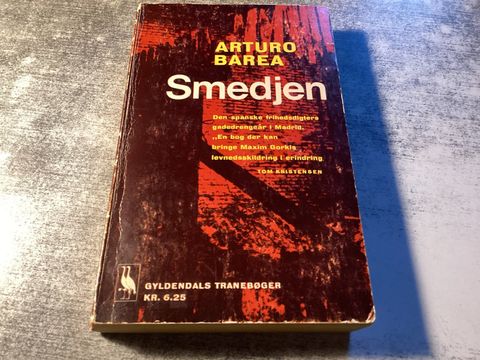 ARTURO
BAREA
Smedjen
Den spanske frihedsdigters
gadedrengeår i Madrid.
„En bog der kan
bringe Maxim Gorkis
levnedsskildring i erindring
TOM KRISTENSEN
GYLDENDALS TRANEBØGER
KR. 6.25